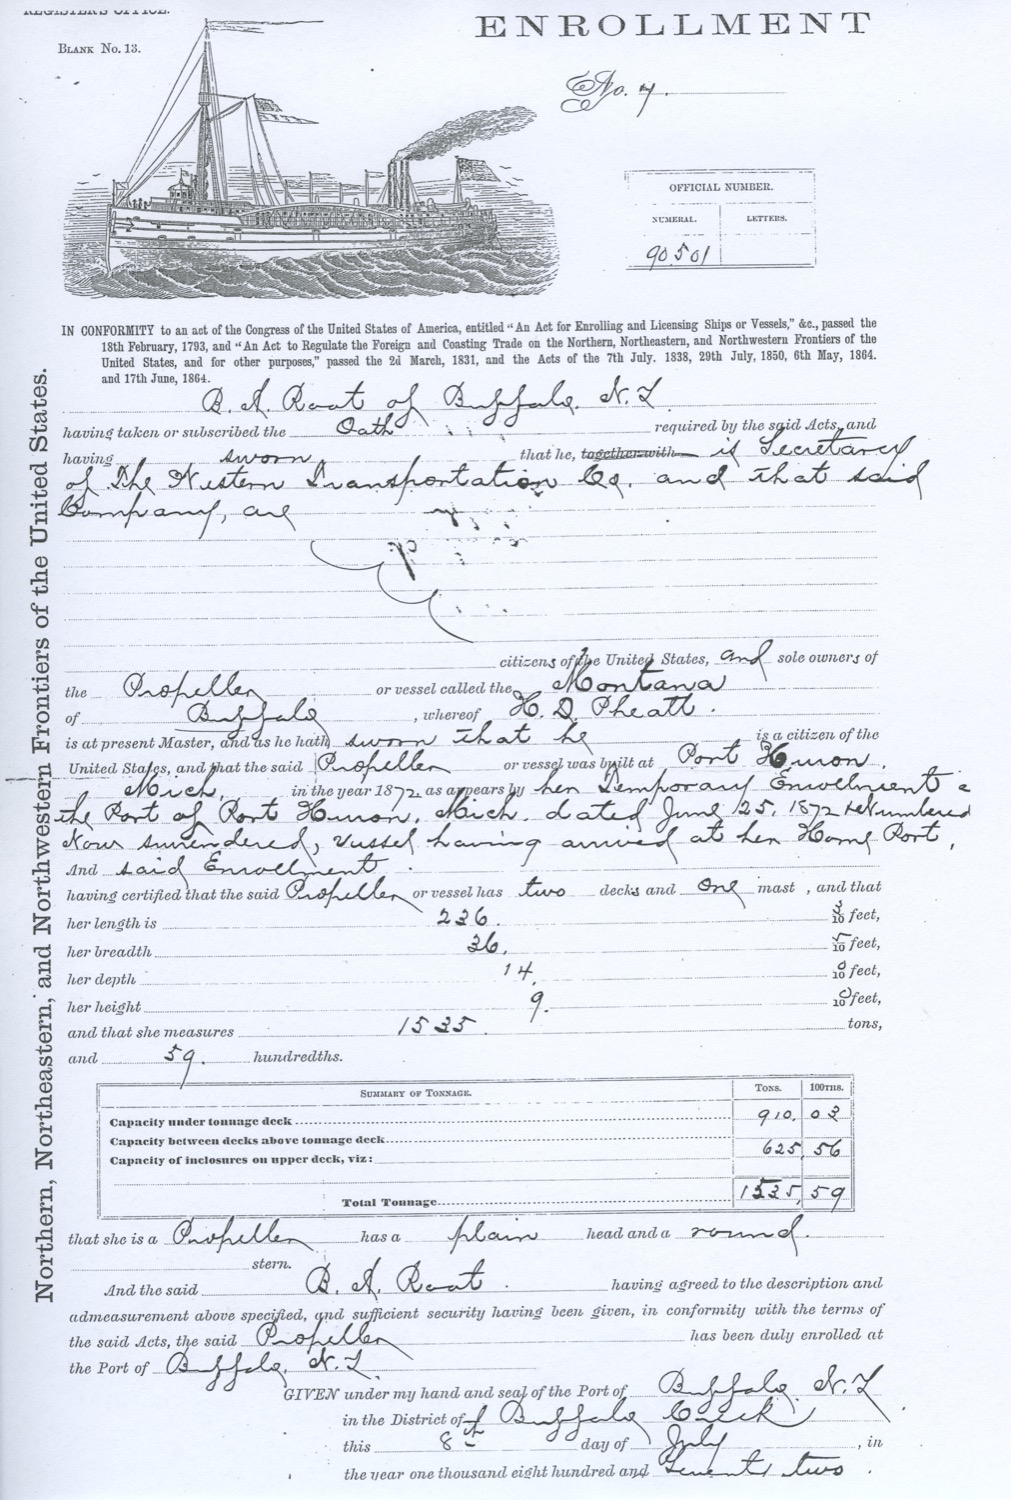 REGISTER'S OFFICE.
ENROLLMENT
BLANK No. 13.
No. 7.
OFFICIAL NUMBER.
NUMERAL. LETTERS.
90501
IN CONFORMITY to an act of the Congress of the United States of America, entitled "An Act for Enrolling and Licensing Ships or Vessels," &c., passed the
18th February, 1793, and "An Act to Regulate the Foreign and Coasting Trade on the Northern, Northeastern, and Northwestern Frontiers of the
United States, and for other purposes," passed the 2d March, 1831, and the Acts of the 7th July. 1838, 29th July, 1850, 6th May, 1864.
and 17th June, 1864.
B. A. Root of Buffalo. N.Y.
having taken or subscribed the Oath required by the said Acts, and
having sworn that he, together with is Secretary
of The Western Transportation Co. and that said
Company, are
citizens of the United States, and sole owners of
the Propeller or vessel called the Montana
of Buffalo, whereof H. D. Pheatt.
is at present Master, and as he hath sworn that he is a citizen of the
United States, and that the said Propeller or vessel was built at Port Huron.
Mich. in the year 1872, as appears by her Temporary Enrollment
the Port of Port Huron, Mich. dated June 25, 1872
Now surrendered, vessel having arrived at her Home Port,
And said Enrollment
having certified that the said Propeller or vessel has two decks and one mast, and that
her length is 236. 3/10 feet,
her breadth 36. 5/10 feet,
her depth 14. 0/10 feet,
her height 9. 0/10 feet,
and that she measures 1535. tons,
and 59. hundredths.
SUMMARY OF TONNAGE. TONS. 100THS.
Capacity under tonnage deck 910. 03
Capacity between decks above tonnage deck 625 56
Capacity of inclosures on upper deck, viz:
Total Tonnage 1535, 59
that she is a Propeller has a plain head and a round.
stern.
And the said B. A. Root. having agreed to the description and
admeasurement above specified, and sufficient security having been given, in conformity with the terms of
the said Acts, the said Propeller has been duly enrolled at
the Port of Buffalo, N.Y.
GIVEN under my hand and seal of the Port of Buffalo N.Y.
in the District of Buffalo Creek
this 8th day of July, in
the year one thousand eight hundred and Seventy two.
Northern, Northeastern, and Northwestern Frontiers of the United States.